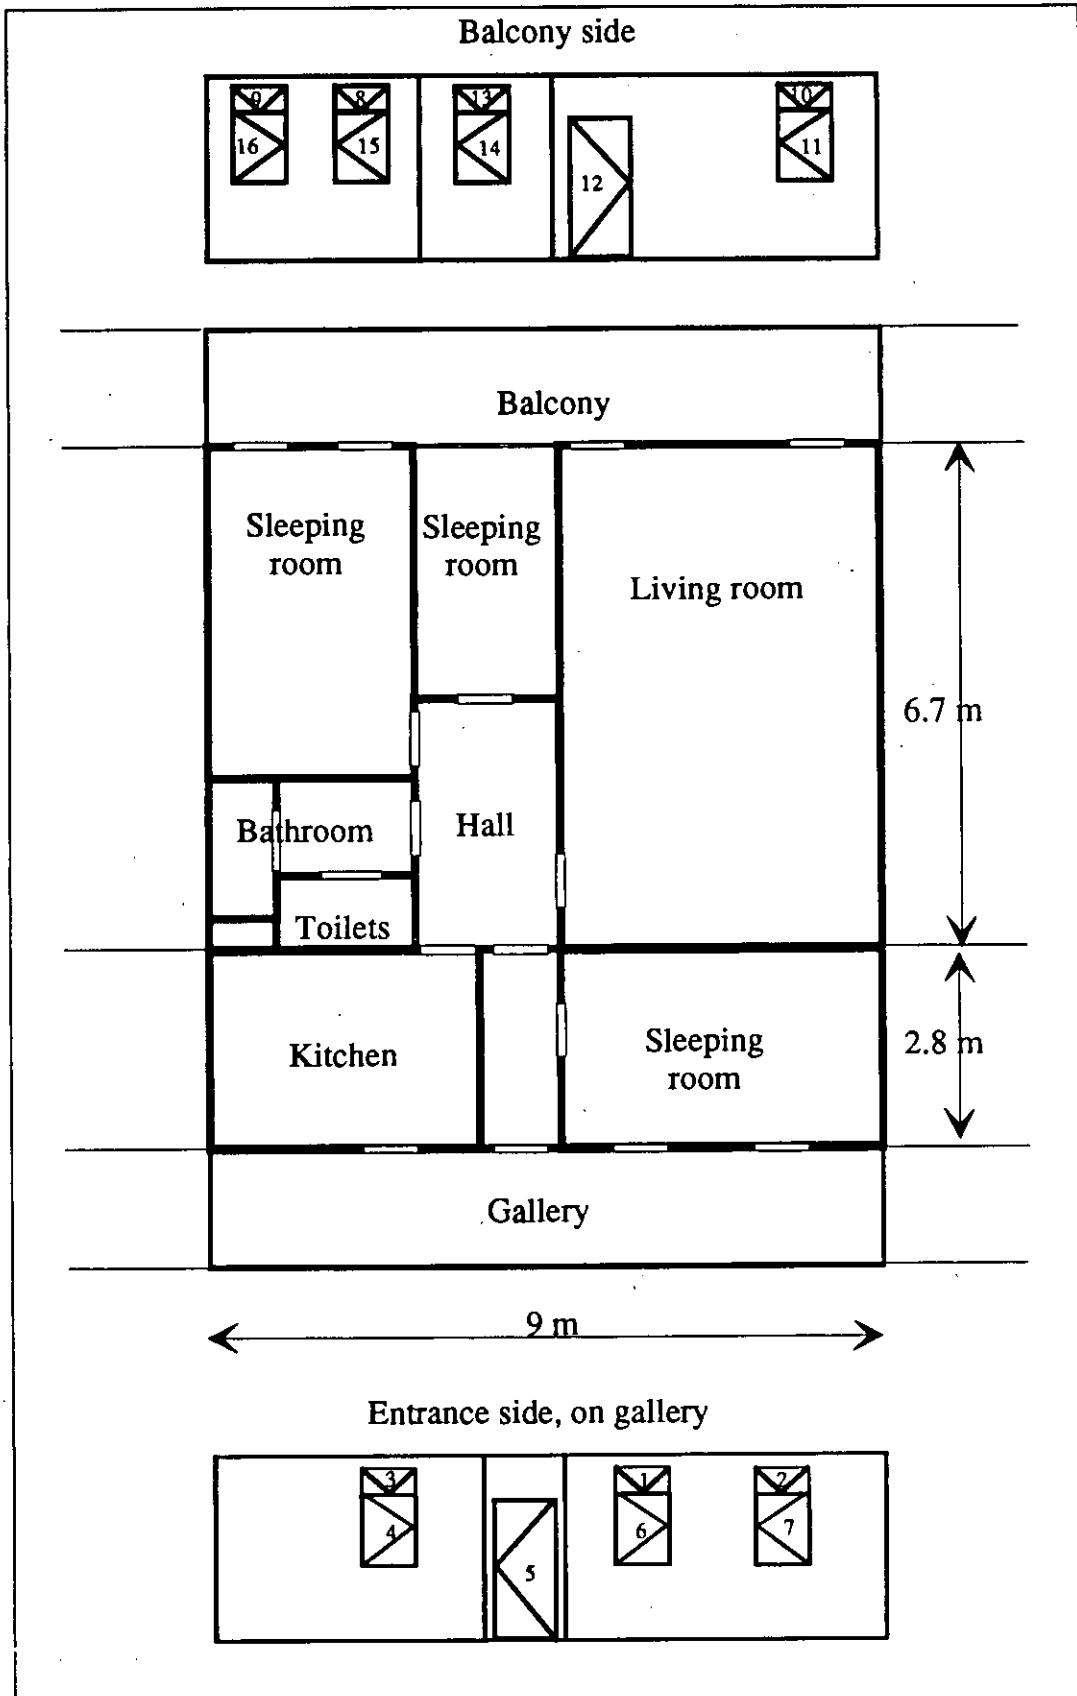 Balcony side
9 8 13 10
16 15 14 11
12
Balcony
Sleeping
room
Sleeping
room
Living room
6.7 m
Bathroom
Hall
Toilets
Kitchen
Sleeping
room
2.8 m
Gallery
9 m
Entrance side, on gallery
3 1 2
4 6 7
5